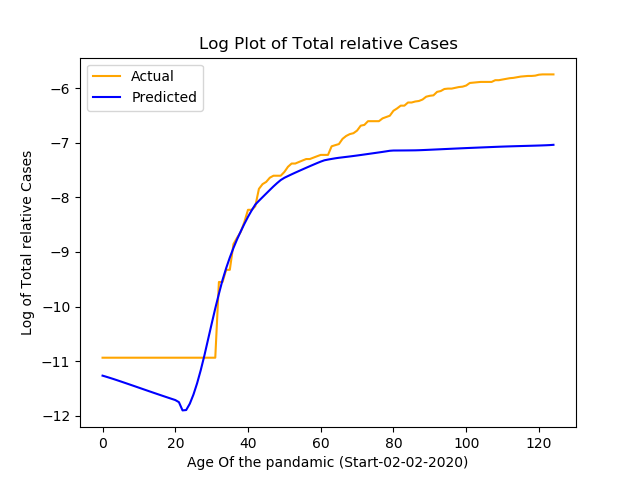 Log Plot of Total relative Cases
Actual
Predicted
Log of Total relative Cases
−6
−7
−8
−9
−10
−11
−12
0 20 40 60 80 100 120
Age Of the pandamic (Start-02-02-2020)